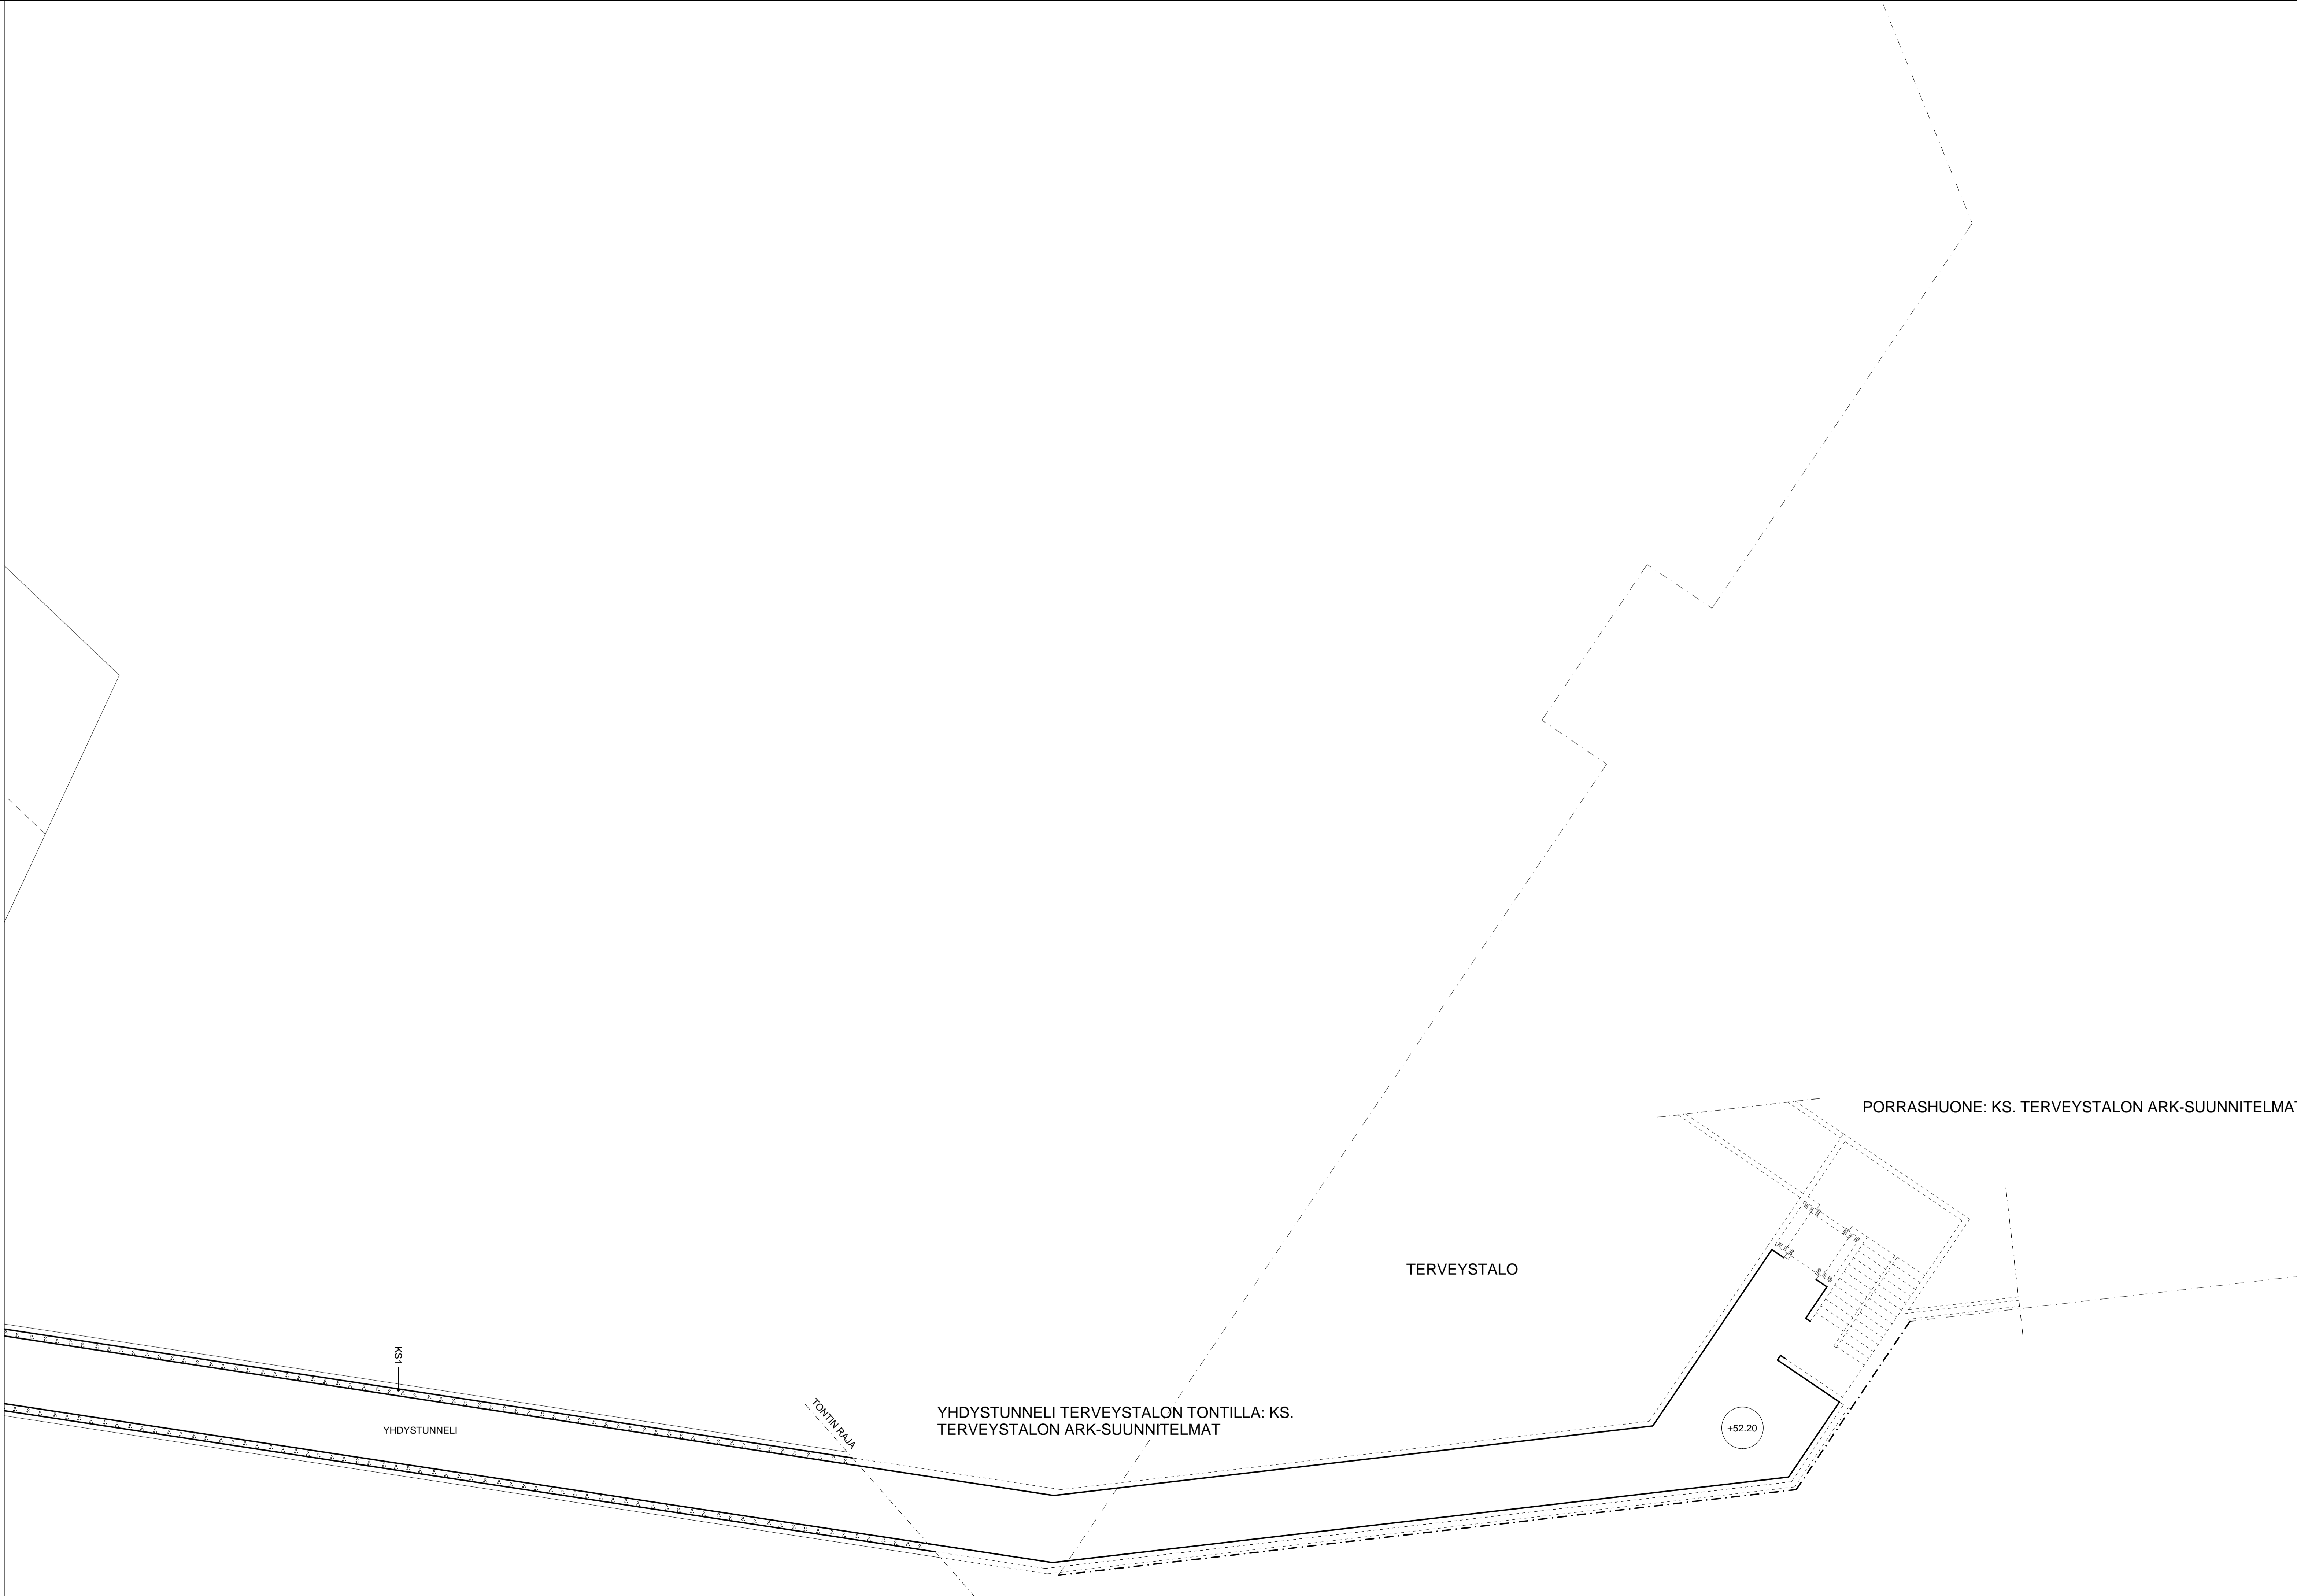 PORRASHUONE: KS. TERVEYSTALON ARK-SUUNNITELMAT
TERVEYSTALO
KS1
TONTIN RAJA
YHDYSTUNNELI TERVEYSTALON TONTILLA: KS.
TERVEYSTALON ARK-SUUNNITELMAT
YHDYSTUNNELI
+52.20